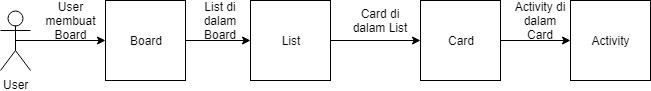 User
membuat
Board
List di
dalam
Board
Card di
dalam List
Activity di
dalam
Card
Board
List
Card
Activity
User